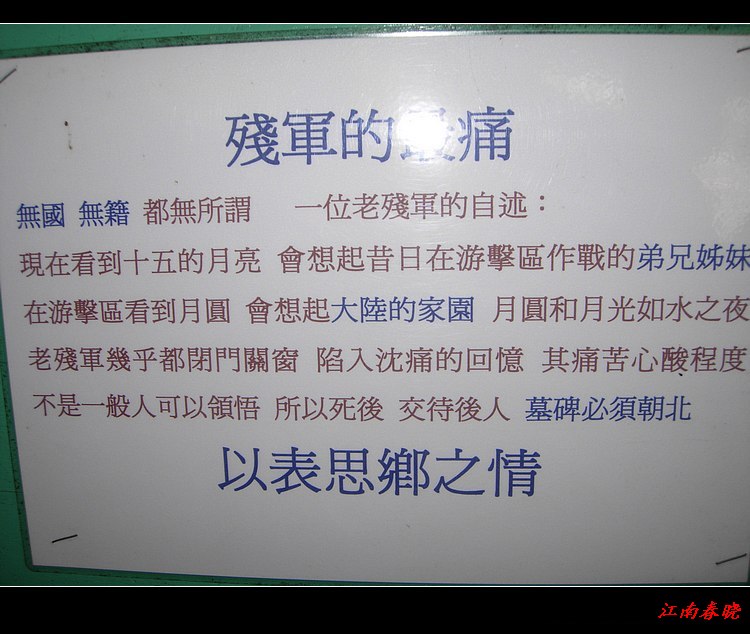 殘軍的最痛
無國 無籍 都無所謂 一位老殘軍的自述：
現在看到十五的月亮 會想起昔日在游擊區作戰的弟兄姊妹
在游擊區看到月圓 會想起大陸的家園 月圓和月光如水之夜
老殘軍幾乎都閉門關窗 陷入沈痛的回憶 其痛苦心酸程度
不是一般人可以領悟 所以死後 交待後人 墓碑必須朝北
以表思鄉之情
江南春晓